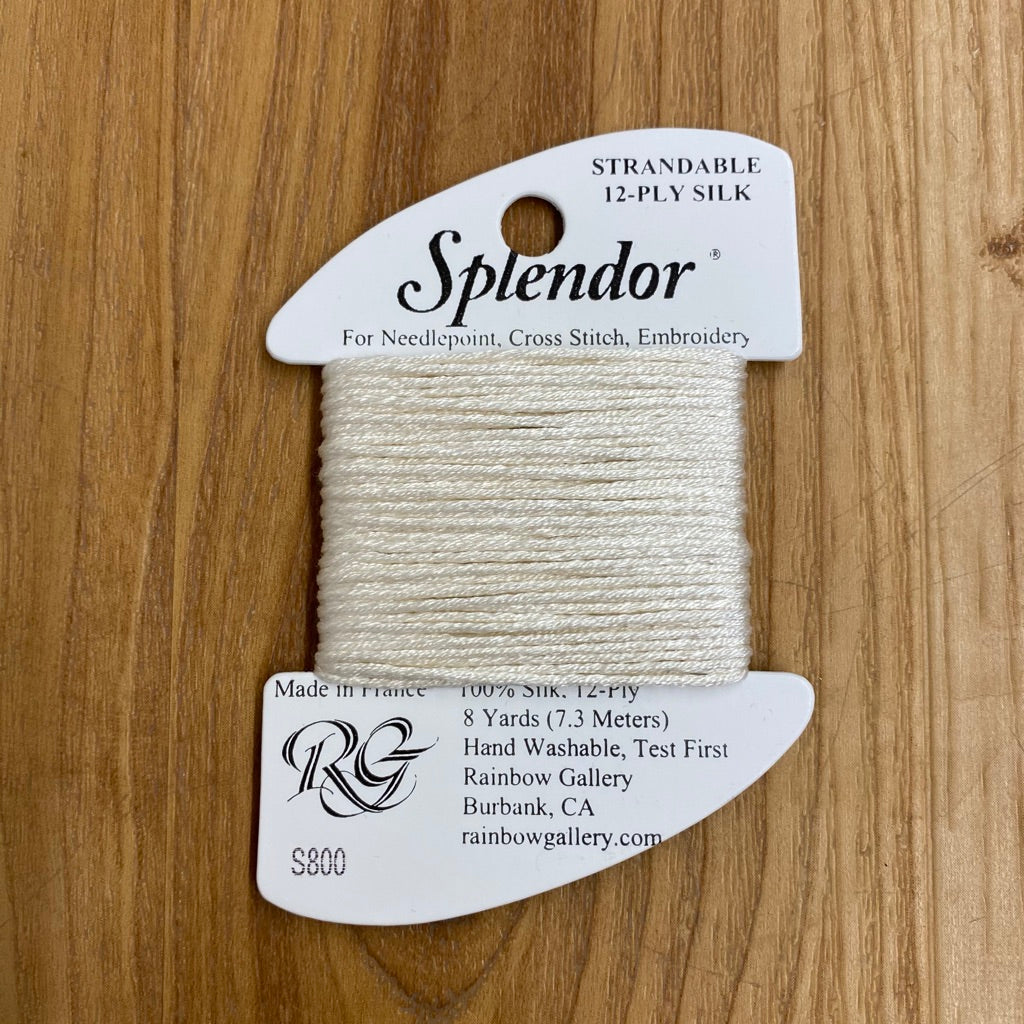 STRANDABLE
12-PLY SILK
Splendor ®
For Needlepoint, Cross Stitch, Embroidery
Made in France
100% Silk, 12-Ply
8 Yards (7.3 Meters)
Hand Washable, Test First
Rainbow Gallery
Burbank, CA
rainbowgallery.com
RG
S800